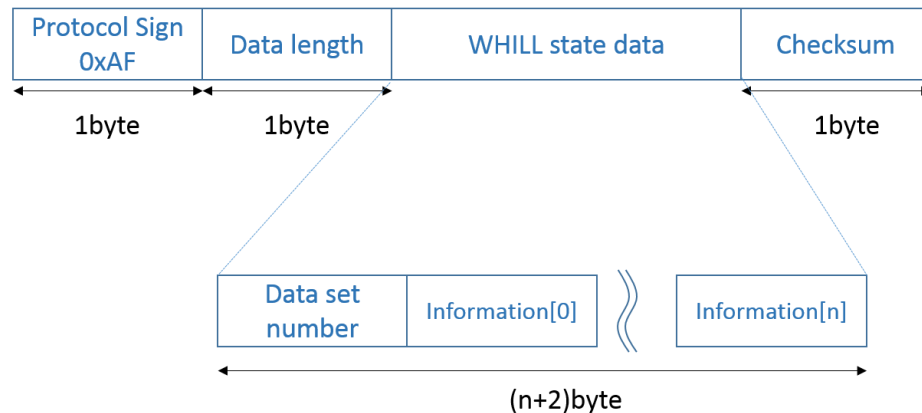 Protocol Sign
0xAF
Data length
WHILL state data
Checksum
1byte
1byte
1byte
Data set
number
Information[0]
Information[n]
(n+2)byte